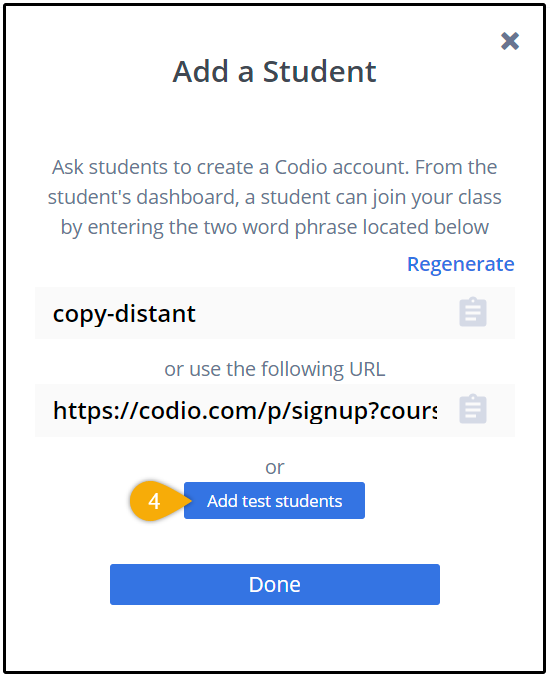 Add a Student
Ask students to create a Codio account. From the
student's dashboard, a student can join your class
by entering the two word phrase located below
Regenerate
copy-distant
or use the following URL
https://codio.com/p/signup?cours
or
4 Add test students
Done